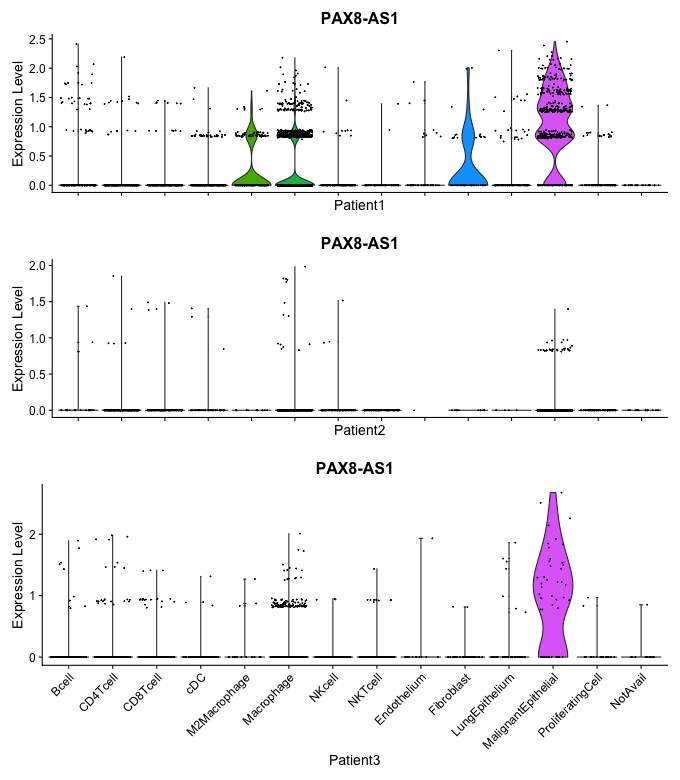 PAX8-AS1
2.5
2.0
1.5
1.0
0.5
0.0
Expression Level
Patient1
PAX8-AS1
2.0
1.5
1.0
0.5
0.0
Expression Level
Patient2
PAX8-AS1
2
1
0
Expression Level
Bcell
CD4Tcell
CD8Tcell
cDC
M2Macrophage
Macrophage
NKcell
NKTcell
Endothelium
Fibroblast
LungEpithelium
MalignantEpithelial
ProliferatingCell
NotAvail
Patient3